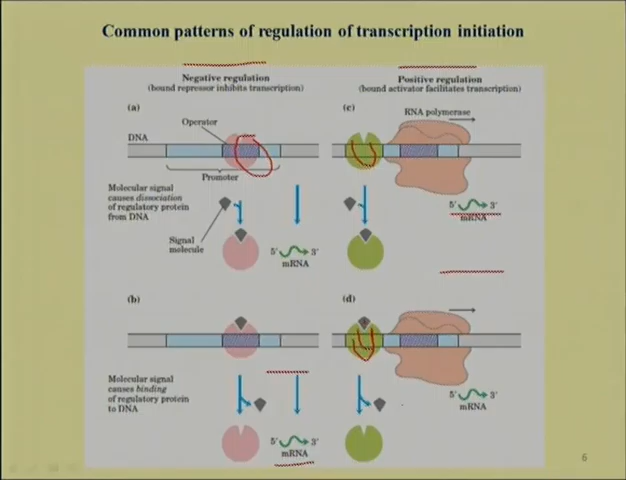 Common patterns of regulation of transcription initiation
Negative regulation
(bound repressor inhibits transcription)
Positive regulation
(bound activator facilitates transcription)
(a)
(c)
Operator
RNA polymerase
DNA
Promoter
Molecular signal
causes dissociation
of regulatory protein
from DNA
Signal
molecule
5' 3'
mRNA
5' 3'
mRNA
(b)
(d)
Molecular signal
causes binding
of regulatory protein
to DNA
5' 3'
mRNA
5' 3'
mRNA
6